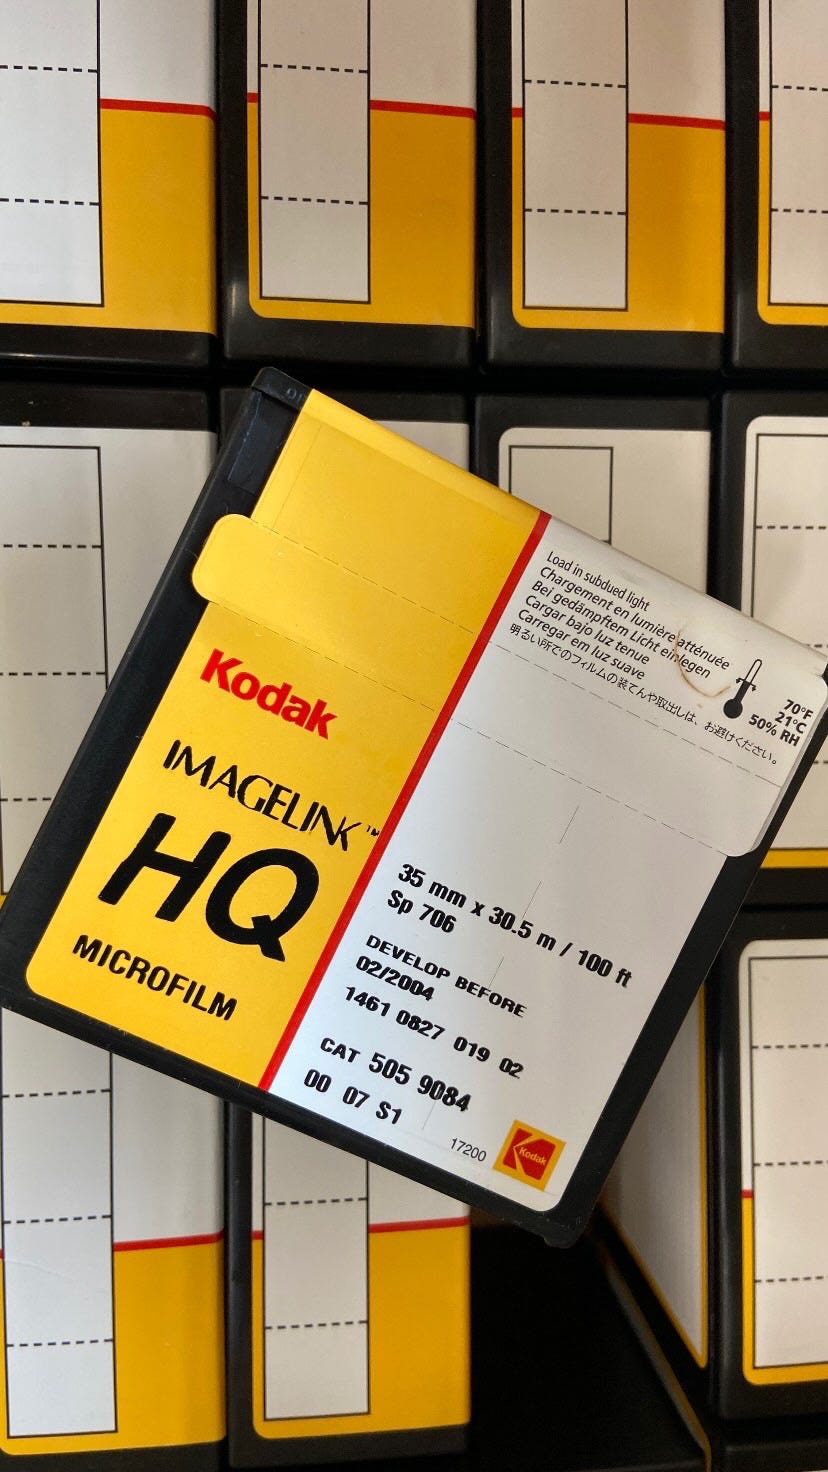 Load in subdued light
Chargement en lumière atténuée
Bei gedämpftem Licht einlegen
Cargar bajo luz tenue
Carregar em luz suave
明るい所でのフィルムの装てんや取出しは、お避けください。
70°F
21°C
50% RH
Kodak
IMAGELINK™
HQ
MICROFILM
35 mm x 30.5 m / 100 ft
Sp 706
DEVELOP BEFORE
02/2004
1461 0827 019 02
CAT 505 9084
00 07 S1
17200
Kodak